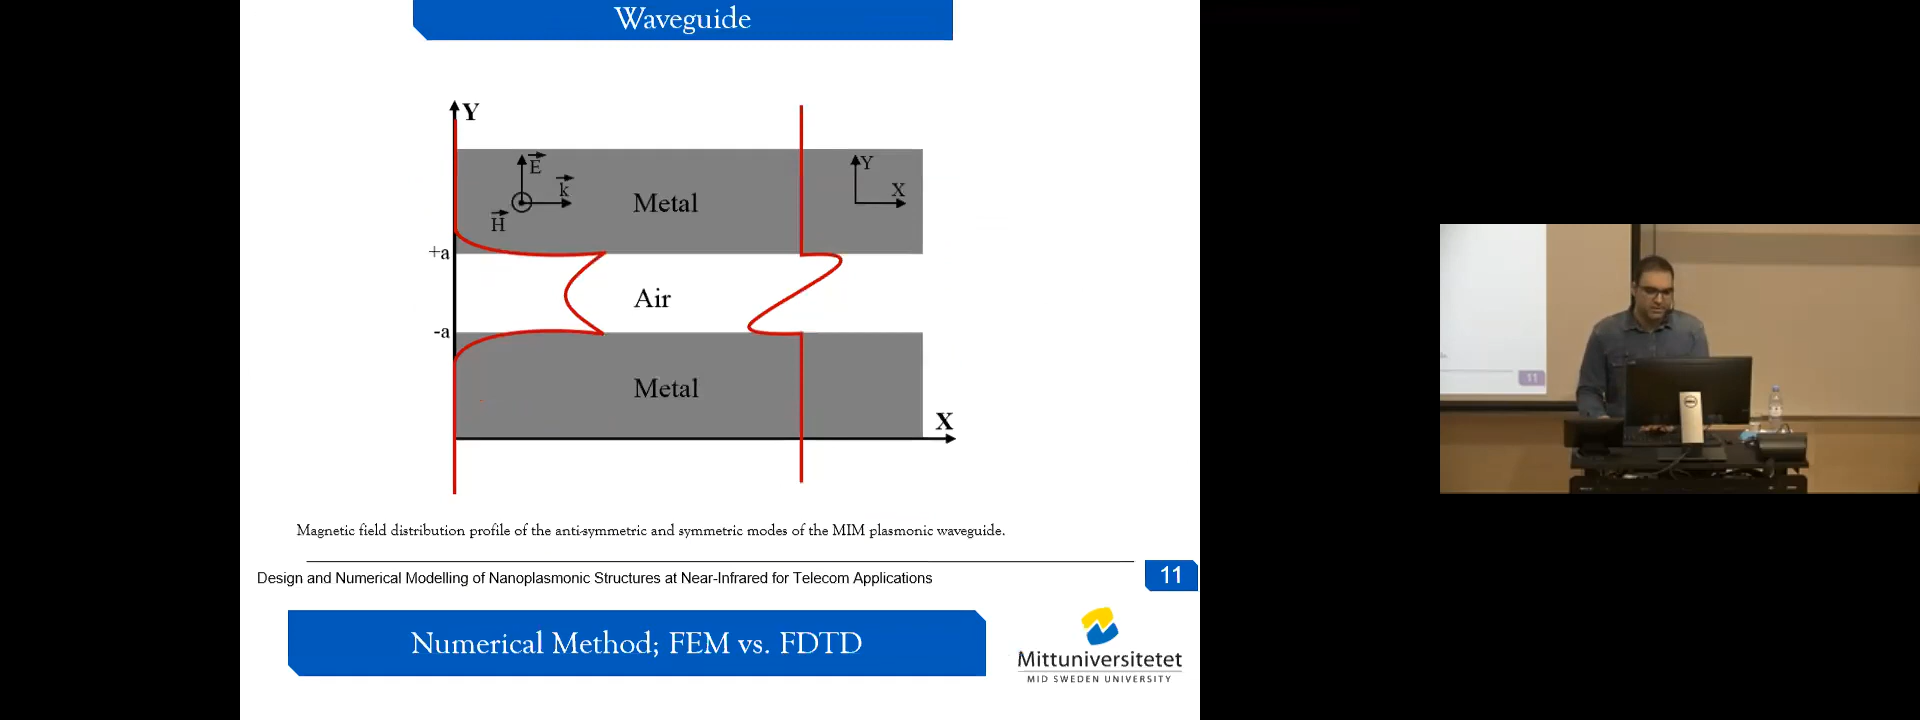 Waveguide
Y
E
k
H
Metal
Y
X
+a
Air
-a
Metal
X
Magnetic field distribution profile of the anti-symmetric and symmetric modes of the MIM plasmonic waveguide.
Design and Numerical Modelling of Nanoplasmonic Structures at Near-Infrared for Telecom Applications
11
Numerical Method; FEM vs. FDTD
Mittuniversitetet
MID SWEDEN UNIVERSITY
11
DELL